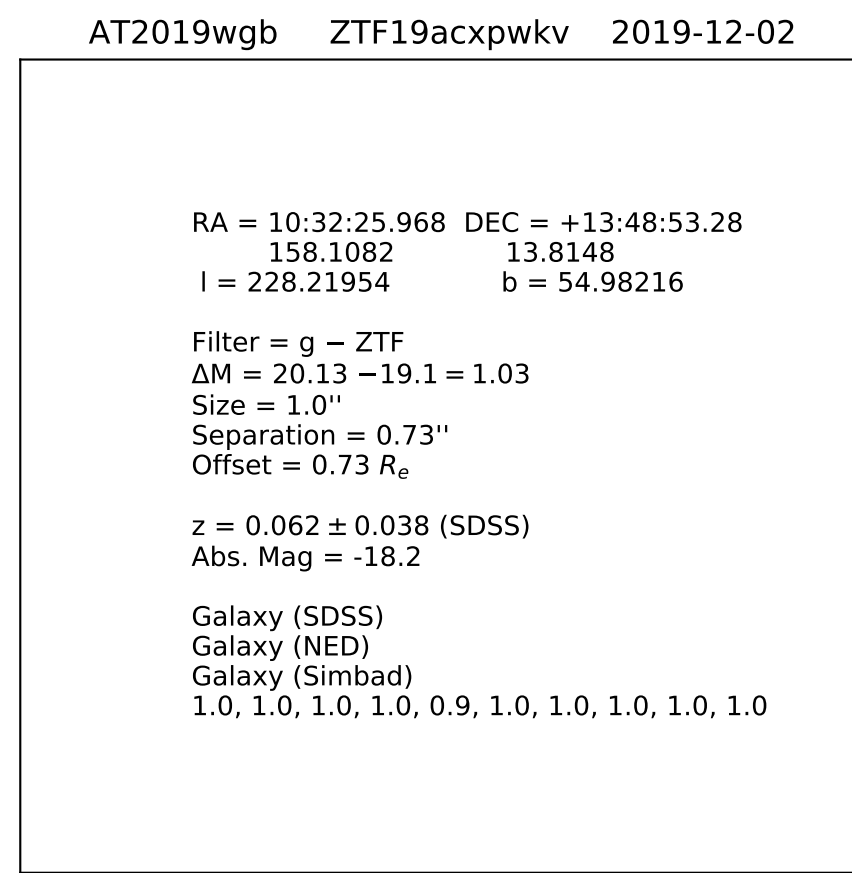 AT2019wgb ZTF19acxpwkv 2019-12-02
RA = 10:32:25.968 DEC = +13:48:53.28
158.1082 13.8148
l = 228.21954 b = 54.98216
Filter = g − ZTF
ΔM = 20.13 −19.1 = 1.03
Size = 1.0''
Separation = 0.73''
Offset = 0.73 Re
z = 0.062 ± 0.038 (SDSS)
Abs. Mag = -18.2
Galaxy (SDSS)
Galaxy (NED)
Galaxy (Simbad)
1.0, 1.0, 1.0, 1.0, 0.9, 1.0, 1.0, 1.0, 1.0, 1.0